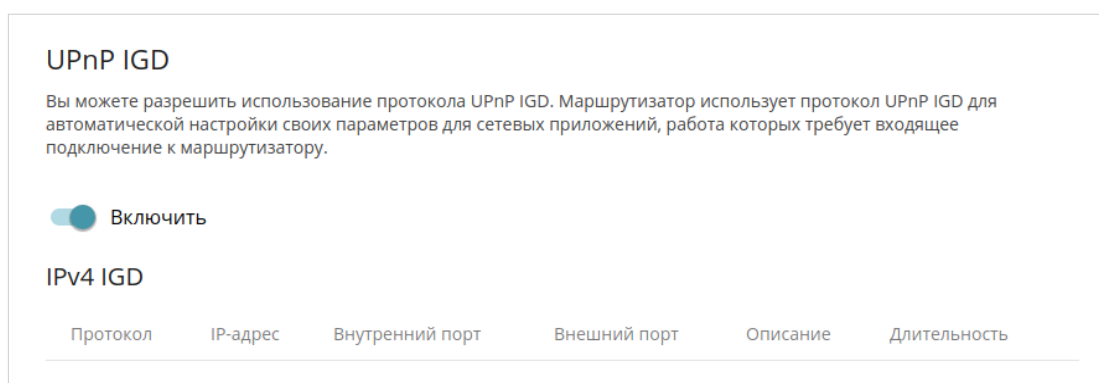 UPnP IGD
Вы можете разрешить использование протокола UPnP IGD. Маршрутизатор использует протокол UPnP IGD для
автоматической настройки своих параметров для сетевых приложений, работа которых требует входящее
подключение к маршрутизатору.
Включить
IPv4 IGD
Протокол IP-адрес Внутренний порт Внешний порт Описание Длительность